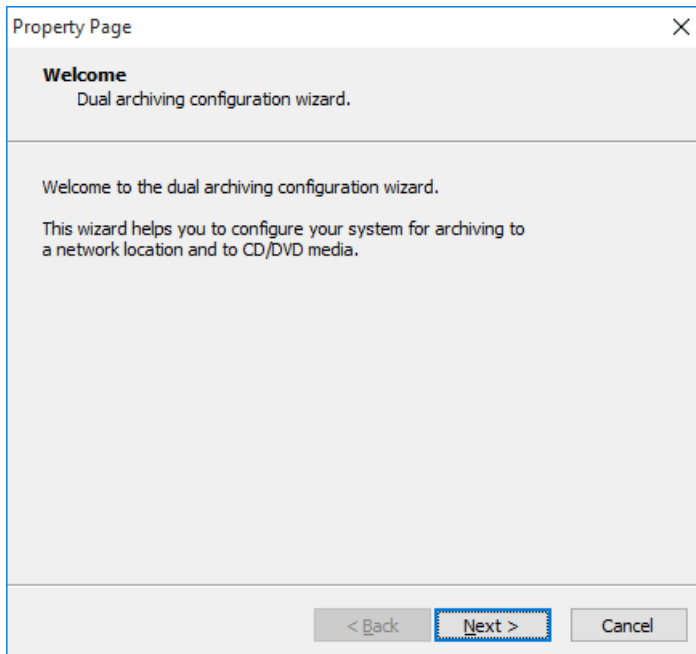 Property Page
Welcome
Dual archiving configuration wizard.
Welcome to the dual archiving configuration wizard.
This wizard helps you to configure your system for archiving to
a network location and to CD/DVD media.
< Back Next > Cancel